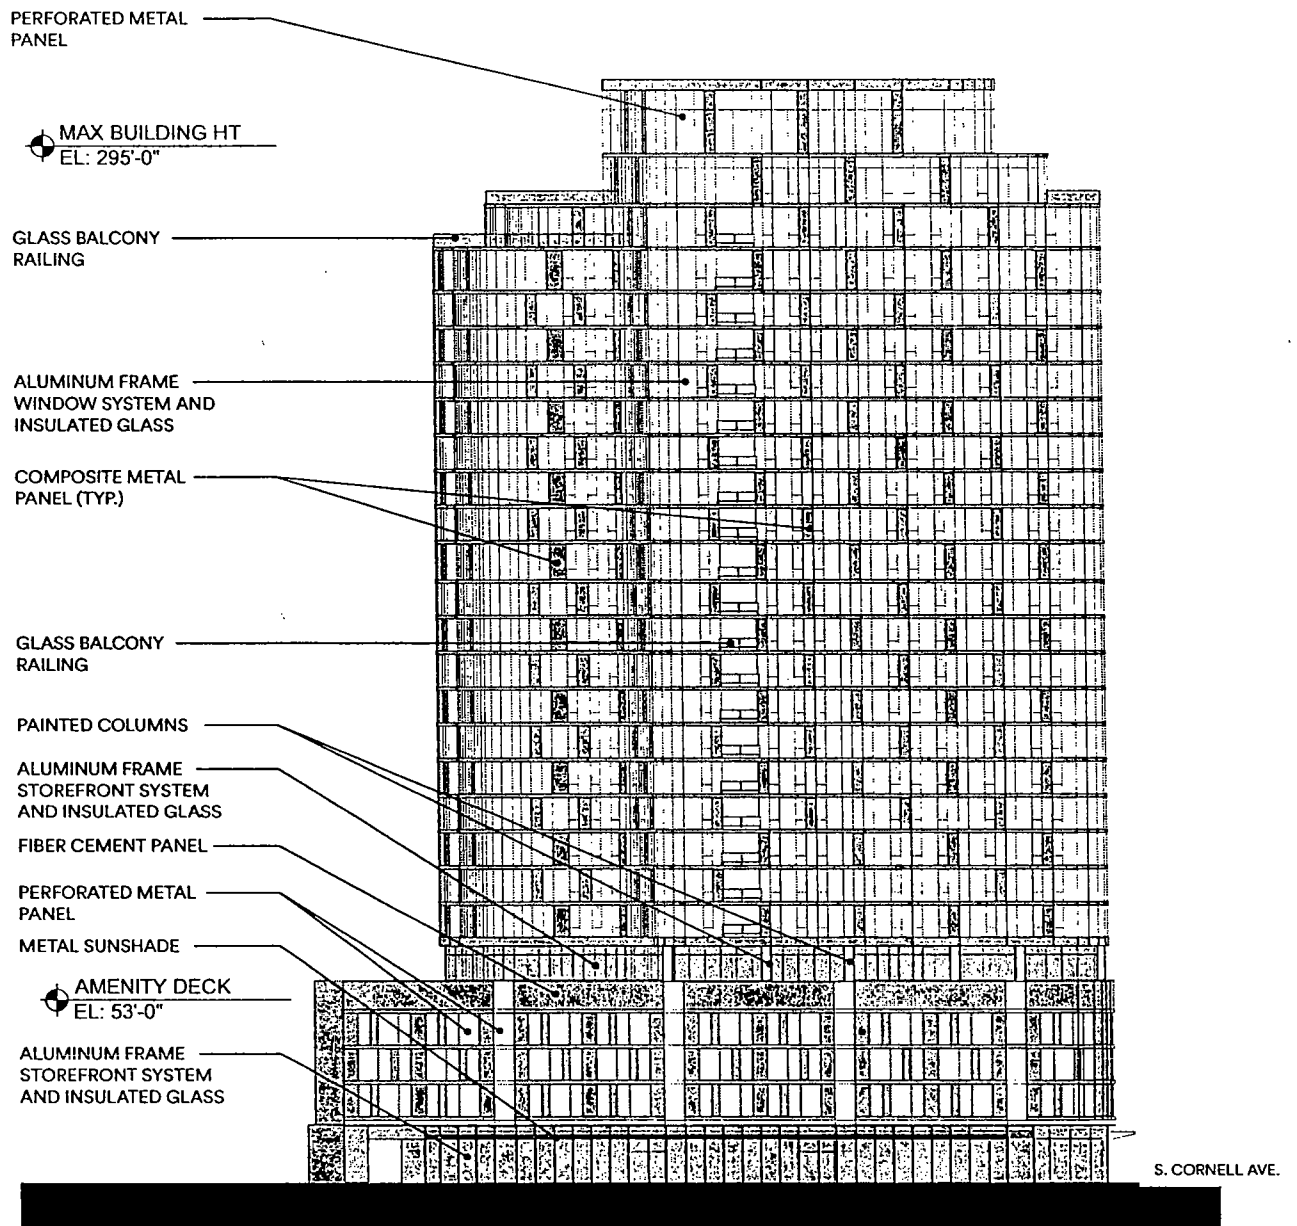 PERFORATED METAL
PANEL
MAX BUILDING HT
EL: 295'-0"
GLASS BALCONY
RAILING
ALUMINUM FRAME
WINDOW SYSTEM AND
INSULATED GLASS
COMPOSITE METAL
PANEL (TYP.)
GLASS BALCONY
RAILING
PAINTED COLUMNS
ALUMINUM FRAME
STOREFRONT SYSTEM
AND INSULATED GLASS
FIBER CEMENT PANEL
PERFORATED METAL
PANEL
METAL SUNSHADE
AMENITY DECK
EL: 53'-0"
ALUMINUM FRAME
STOREFRONT SYSTEM
AND INSULATED GLASS
S. CORNELL AVE.